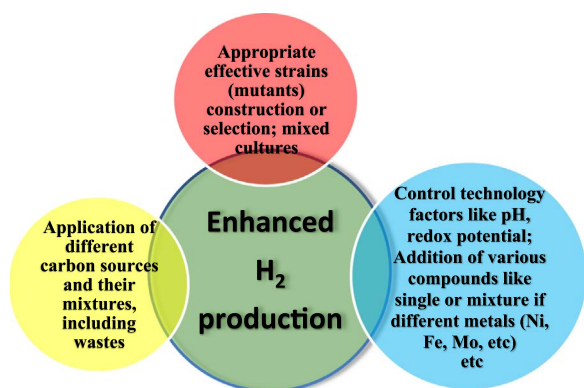 Appropriate
effective strains
(mutants)
construction or
selection; mixed
cultures
Application of
different
carbon sources
and their
mixtures,
including
wastes
Enhanced
H₂
production
Control technology
factors like pH,
redox potential;
Addition of various
compounds like
single or mixture if
different metals (Ni,
Fe, Mo, etc)
etc